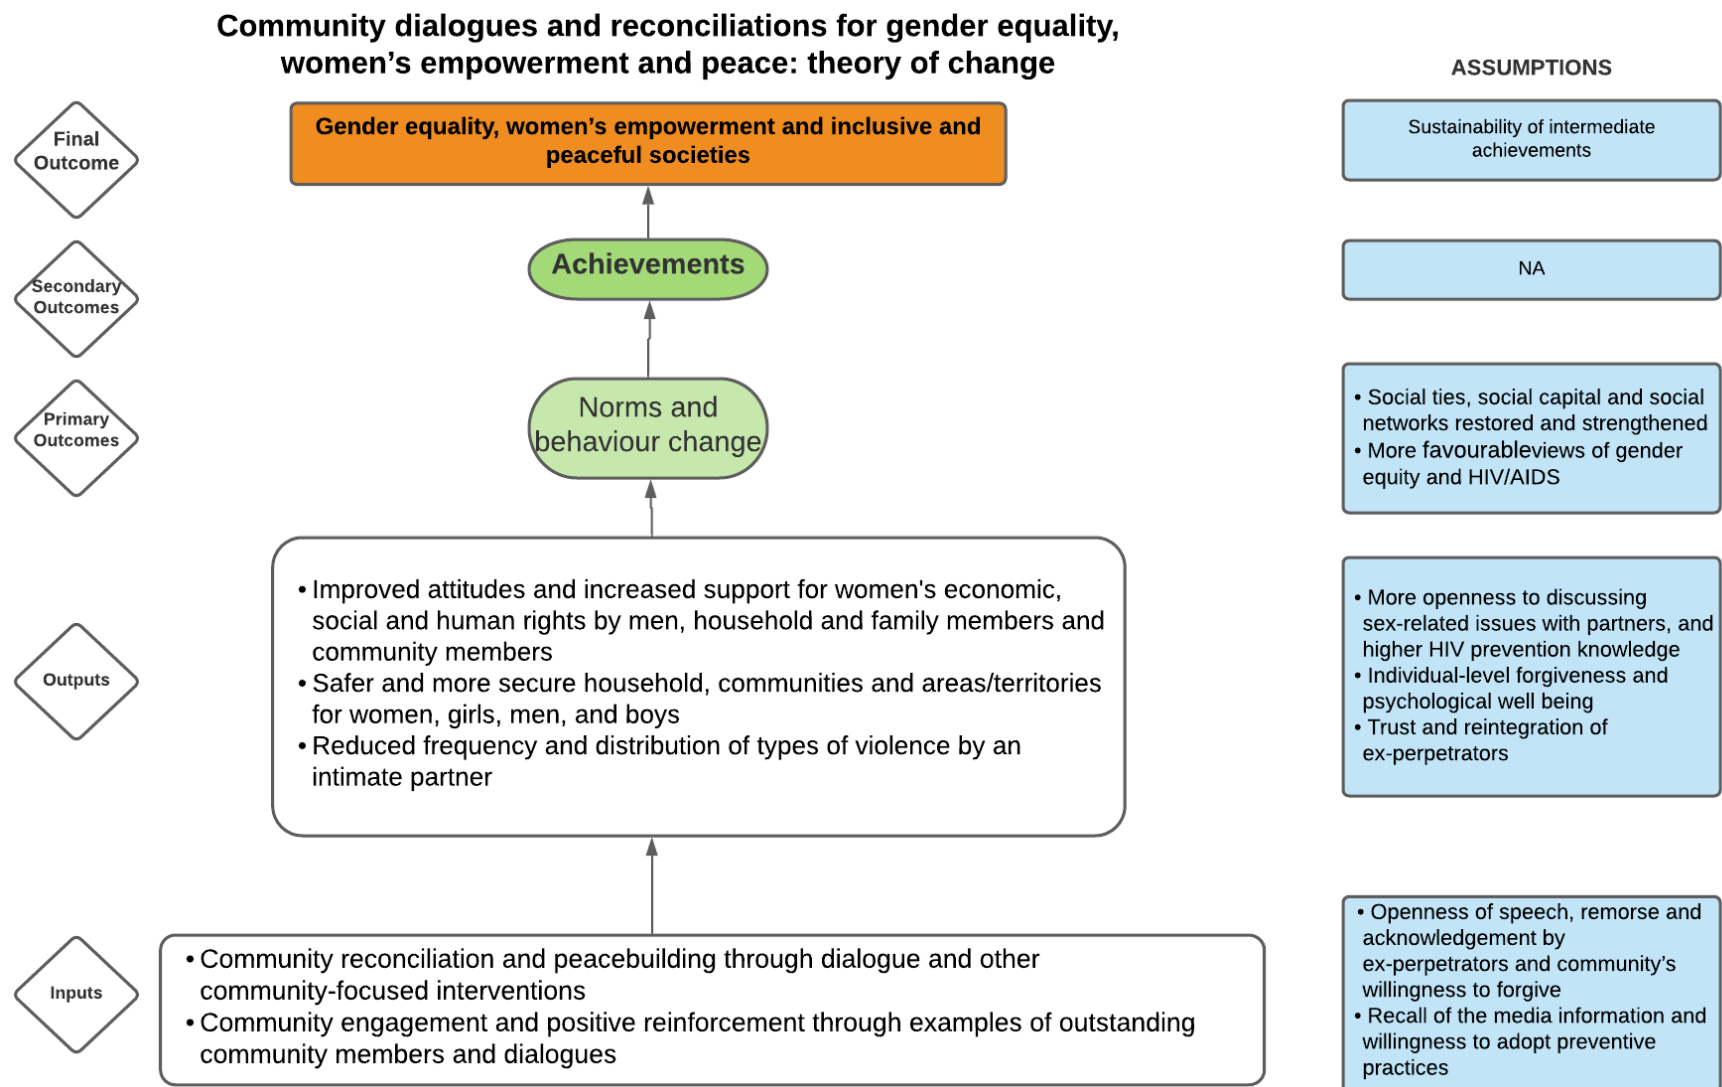 Community dialogues and reconciliations for gender equality,
women’s empowerment and peace: theory of change
ASSUMPTIONS
Final
Outcome
Gender equality, women’s empowerment and inclusive and
peaceful societies
Sustainability of intermediate
achievements
Secondary
Outcomes
Achievements
NA
Primary
Outcomes
Norms and
behaviour change
• Social ties, social capital and social
networks restored and strengthened
• More favourableviews of gender
equity and HIV/AIDS
Outputs
• Improved attitudes and increased support for women's economic,
social and human rights by men, household and family members and
community members
• Safer and more secure household, communities and areas/territories
for women, girls, men, and boys
• Reduced frequency and distribution of types of violence by an
intimate partner
• More openness to discussing
sex-related issues with partners, and
higher HIV prevention knowledge
• Individual-level forgiveness and
psychological well being
• Trust and reintegration of
ex-perpetrators
Inputs
• Community reconciliation and peacebuilding through dialogue and other
community-focused interventions
• Community engagement and positive reinforcement through examples of outstanding
community members and dialogues
• Openness of speech, remorse and
acknowledgement by
ex-perpetrators and community’s
willingness to forgive
• Recall of the media information and
willingness to adopt preventive
practices